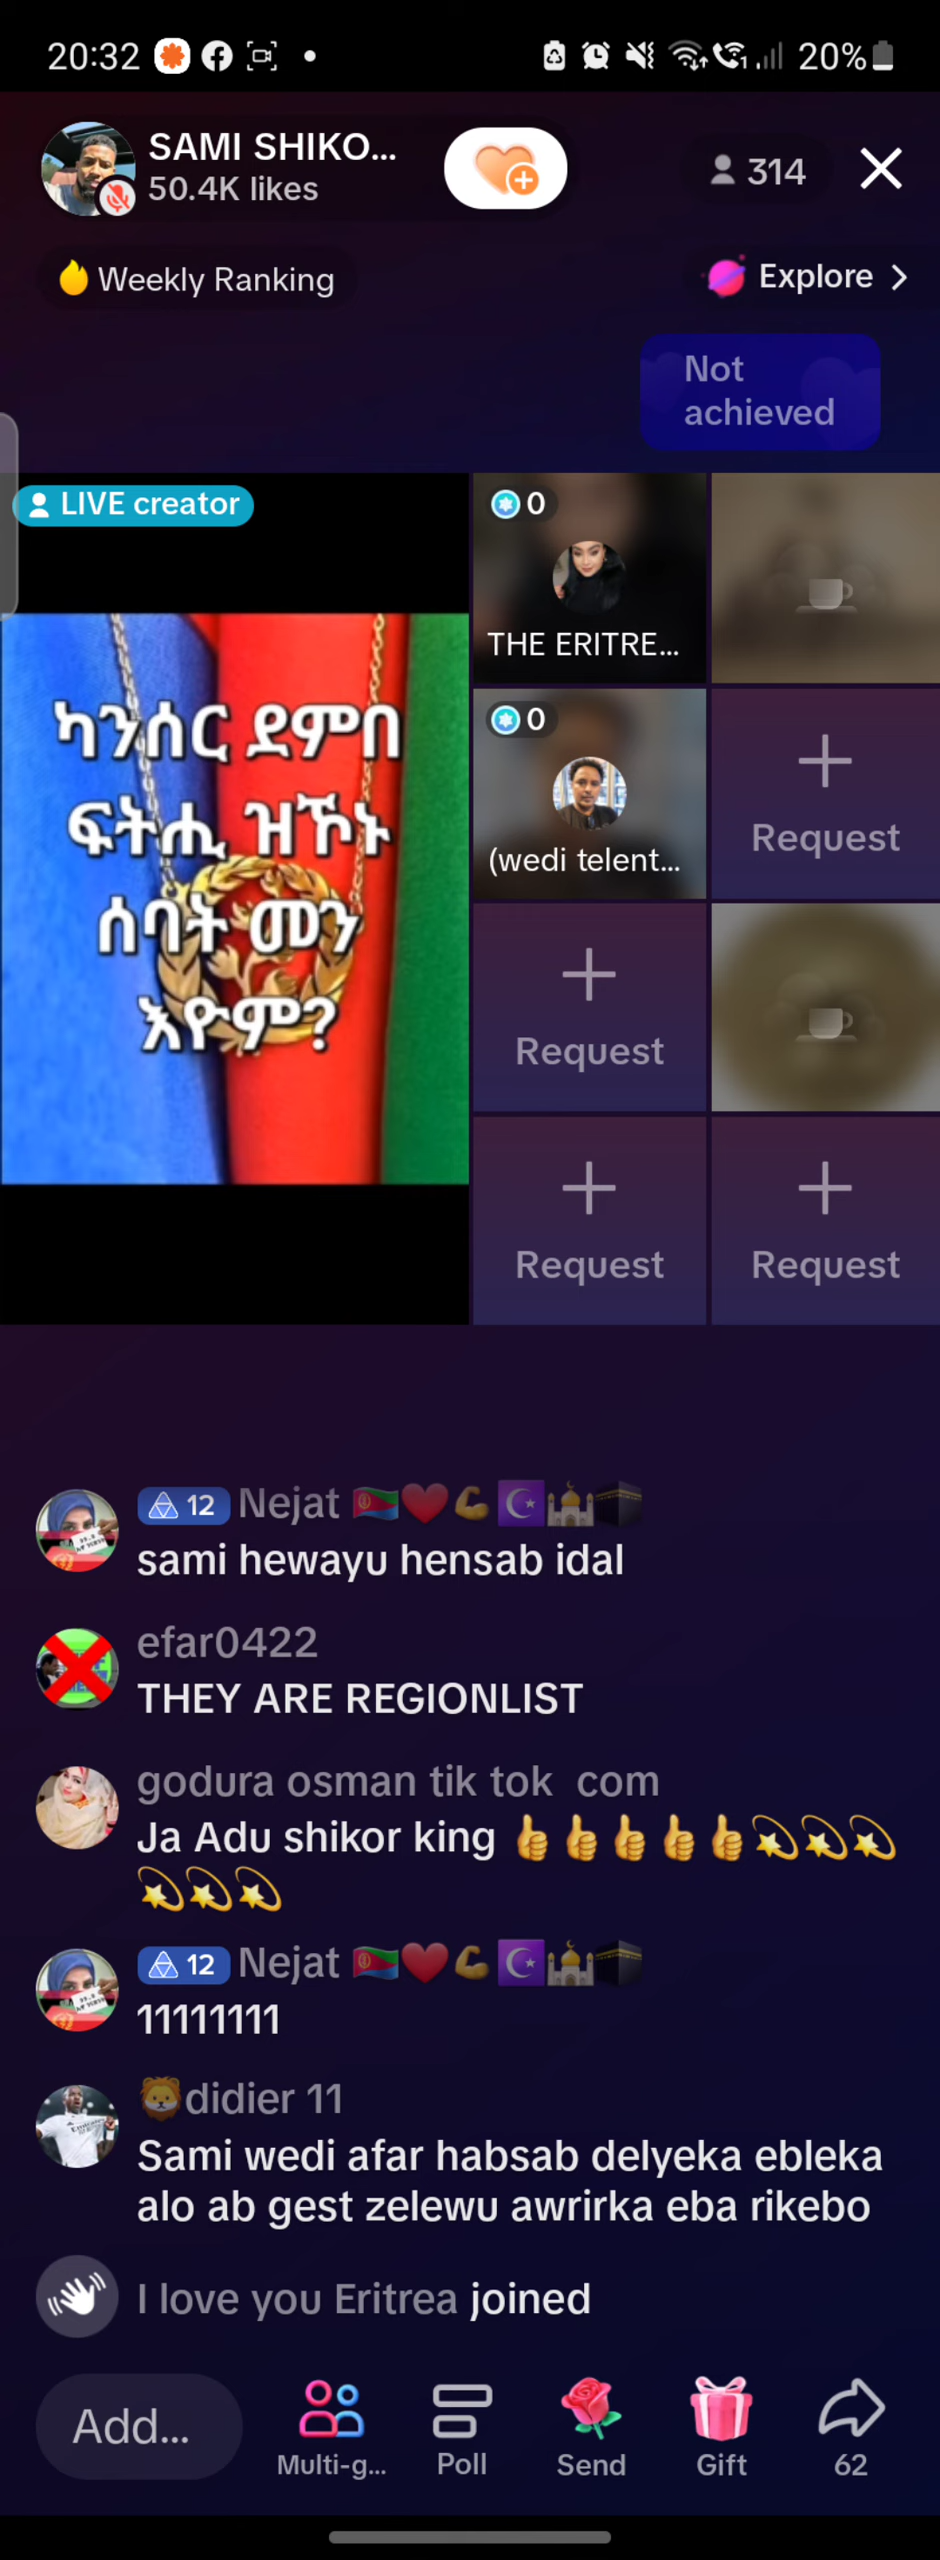 20:32
20%
SAMI SHIKO...
50.4K likes
314
Weekly Ranking
Explore
Not
achieved
LIVE creator
0
THE ERITRE...
ካንሰር ደምበ
ፍትሒ ዝኾኑ
ሰባት መን
እዮም?
0
(wedi telent...
Request
Request
Request
Request
12 Nejat
sami hewayu hensab idal
efar0422
THEY ARE REGIONLIST
godura osman tik tok com
Ja Adu shikor king
12 Nejat
11111111
didier 11
Sami wedi afar habsab delyeka ebleka
alo ab gest zelewu awrirka eba rikebo
I love you Eritrea joined
Add...
Multi-g...
Poll
Send
Gift
62